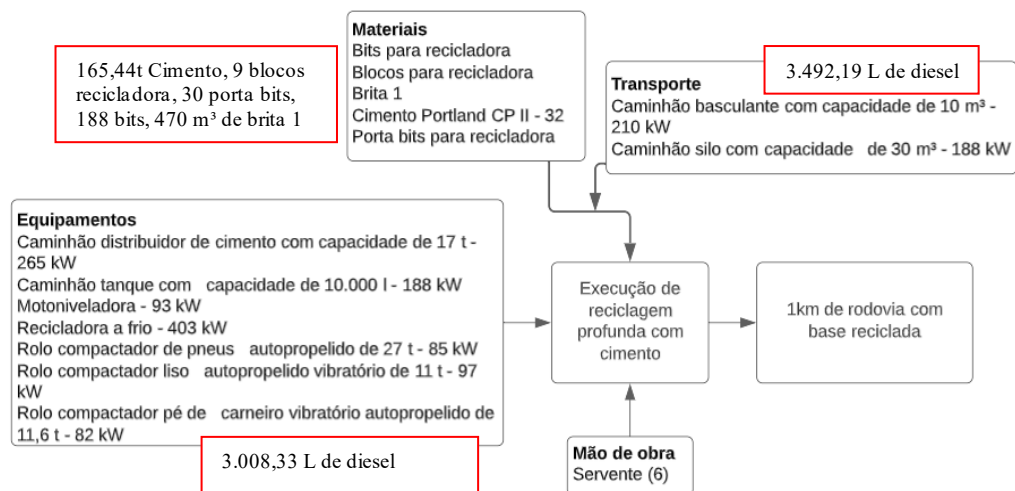 165,44t Cimento, 9 blocos
recicladora, 30 porta bits,
188 bits, 470 m³ de brita 1
Materiais
Bits para recicladora
Blocos para recicladora
Brita 1
Cimento Portland CP II - 32
Porta bits para recicladora
3.492,19 L de diesel
Transporte
Caminhão basculante com capacidade de 10 m³ -
210 kW
Caminhão silo com capacidade de 30 m³ - 188 kW
Equipamentos
Caminhão distribuidor de cimento com capacidade de 17 t -
265 kW
Caminhão tanque com capacidade de 10.000 l - 188 kW
Motoniveladora - 93 kW
Recicladora a frio - 403 kW
Rolo compactador de pneus autopropelido de 27 t - 85 kW
Rolo compactador liso autopropelido vibratório de 11 t - 97
kW
Rolo compactador pé de carneiro vibratório autopropelido de
11,6 t - 82 kW
3.008,33 L de diesel
Execução de
reciclagem
profunda com
cimento
1km de rodovia com
base reciclada
Mão de obra
Servente (6)